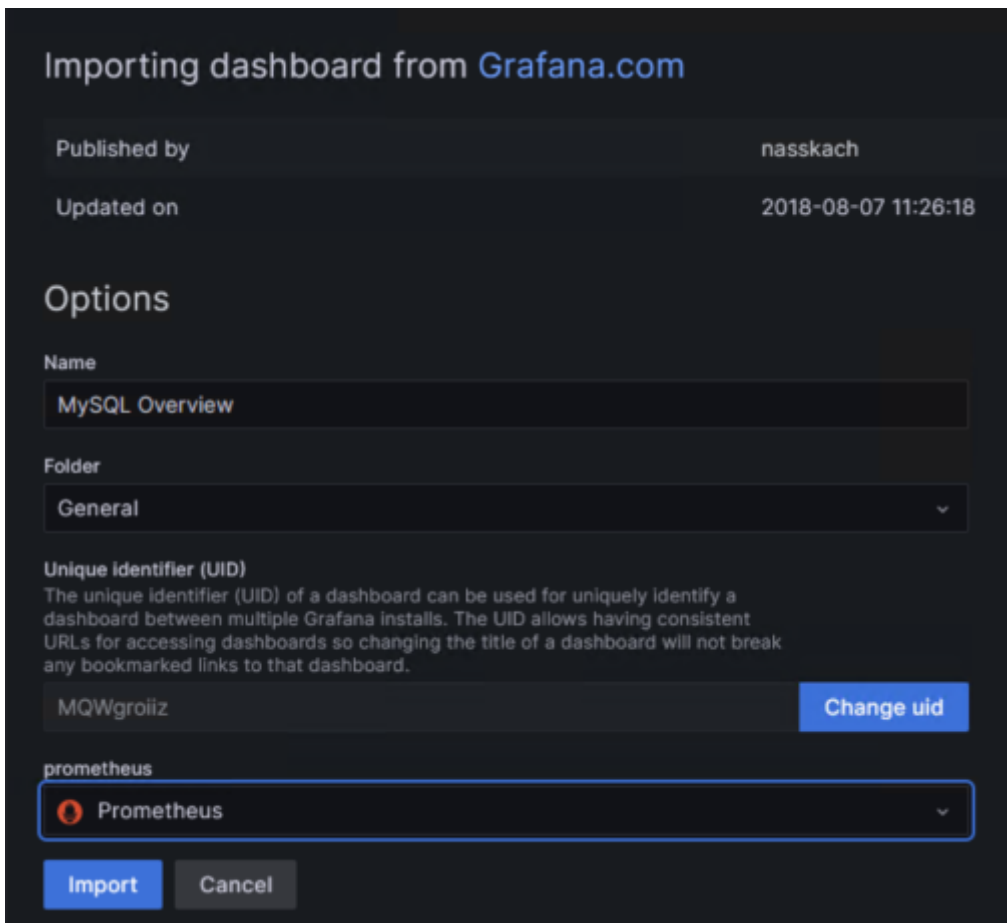 Importing dashboard from Grafana.com
Published by nasskach
Updated on 2018-08-07 11:26:18
Options
Name
MySQL Overview
Folder
General
Unique identifier (UID)
The unique identifier (UID) of a dashboard can be used for uniquely identify a
dashboard between multiple Grafana installs. The UID allows having consistent
URLs for accessing dashboards so changing the title of a dashboard will not break
any bookmarked links to that dashboard.
MQWgroiiz Change uid
prometheus
Prometheus
Import Cancel